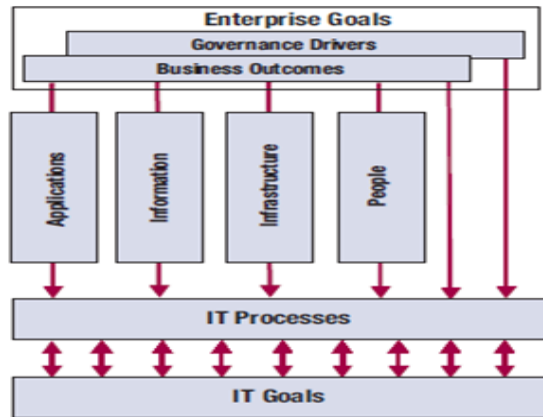 Enterprise Goals
Governance Drivers
Business Outcomes
Applications
Information
Infrastructure
People
IT Processes
IT Goals